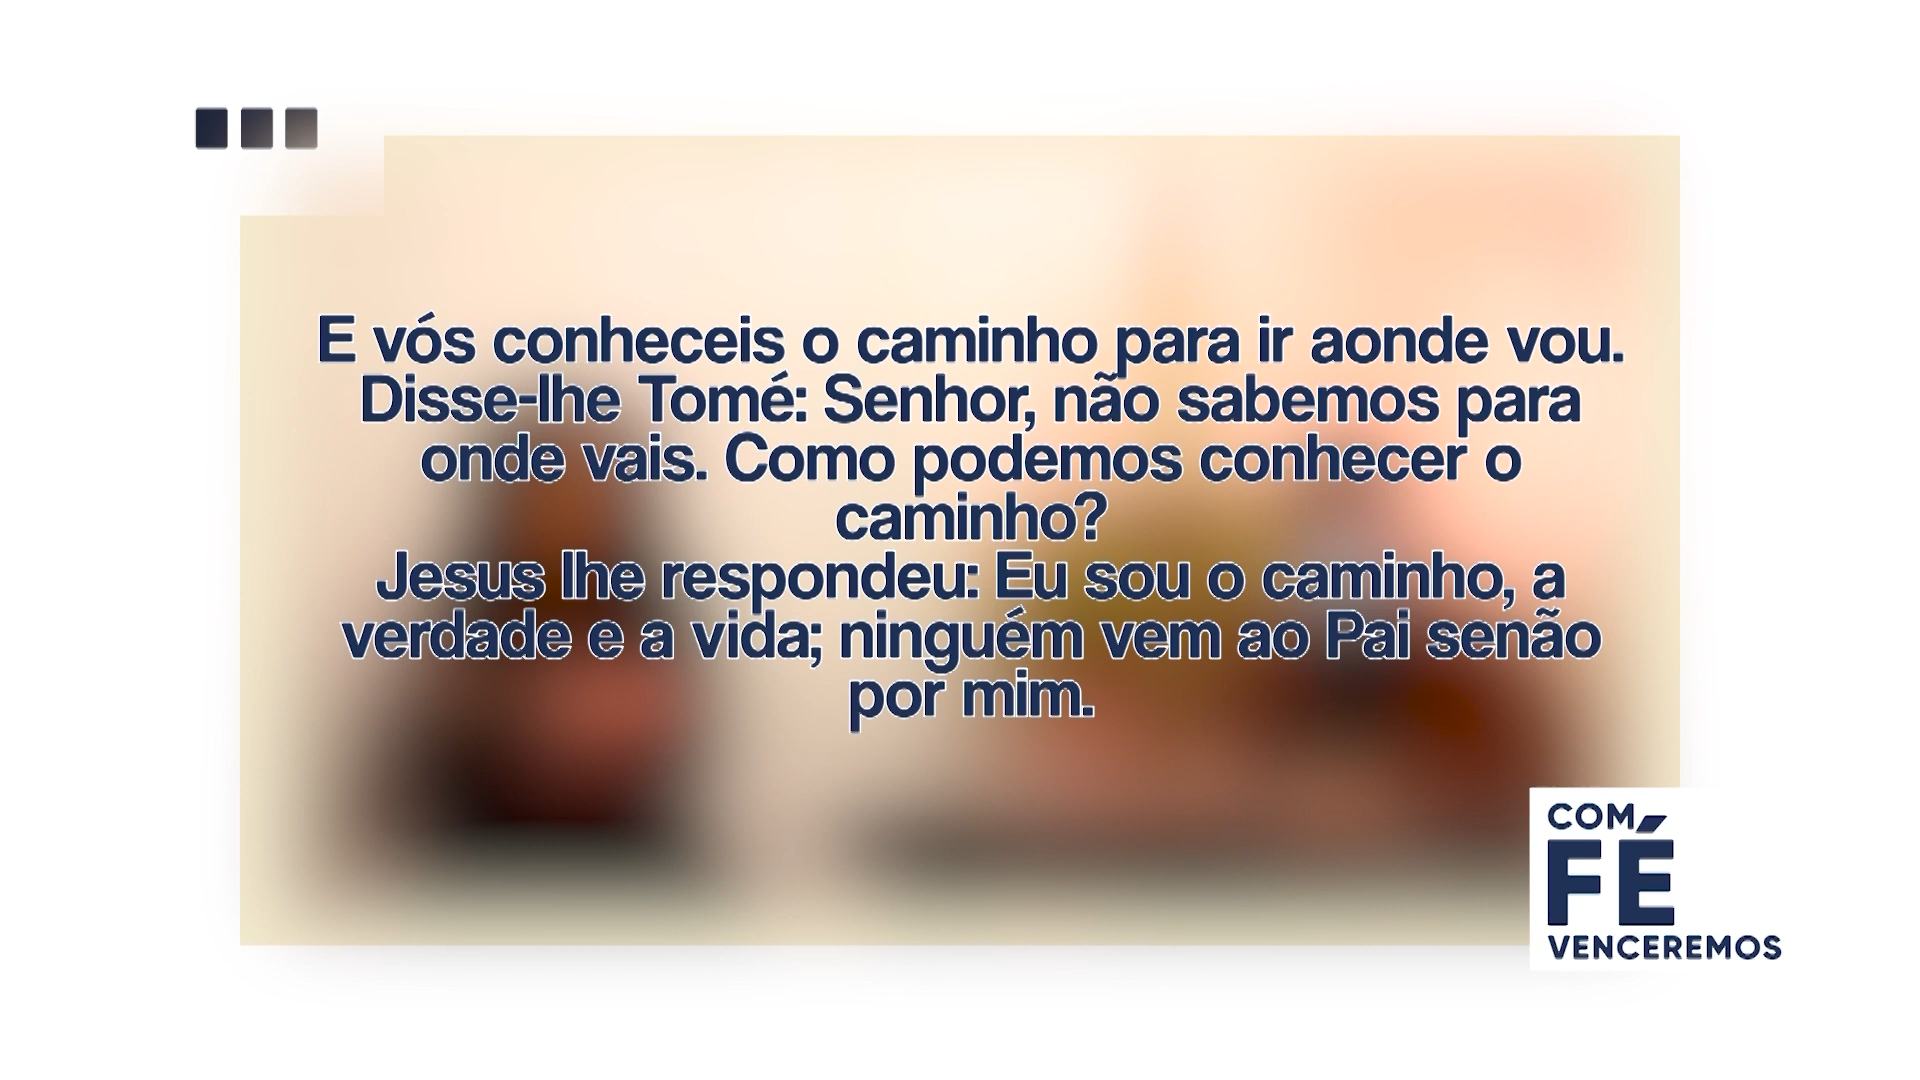 E vós conheceis o caminho para ir aonde vou.
Disse-lhe Tomé: Senhor, não sabemos para
onde vais. Como podemos conhecer o
caminho?
Jesus lhe respondeu: Eu sou o caminho, a
verdade e a vida; ninguém vem ao Pai senão
por mim.
COM
FÉ
VENCEREMOS